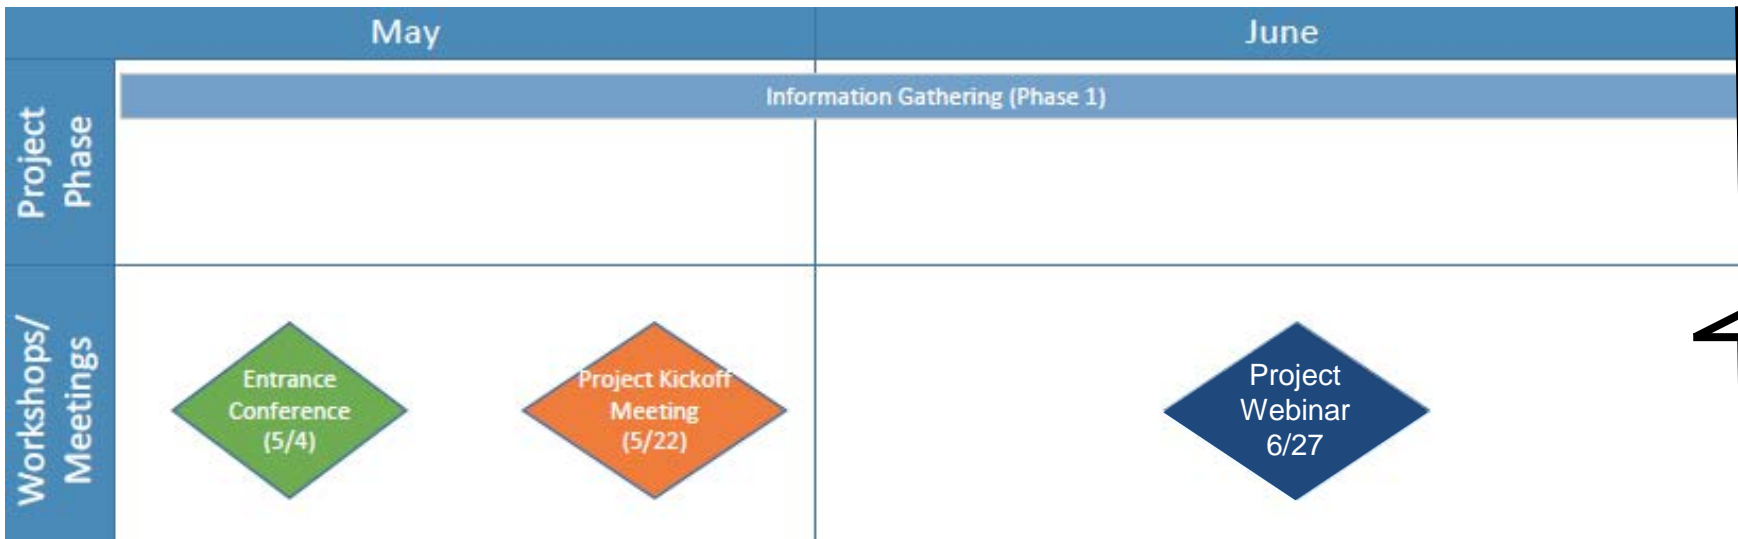 May
June
Project
Phase
Information Gathering (Phase 1)
Workshops/
Meetings
Entrance
Conference
(5/4)
Project Kickoff
Meeting
(5/22)
Project
Webinar
6/27